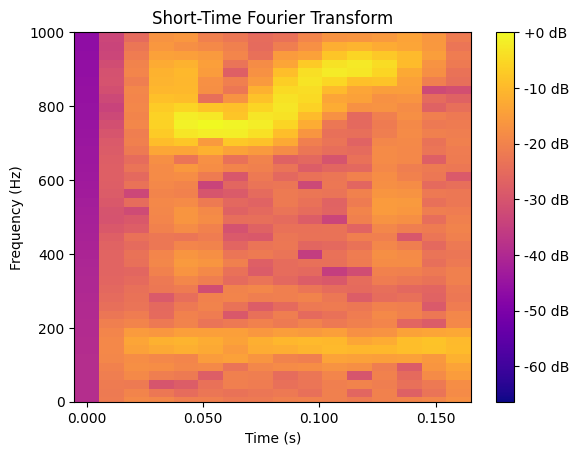 Short-Time Fourier Transform
Frequency (Hz)
1000
800
600
400
200
0
0.000
0.050
0.100
0.150
Time (s)
+0 dB
-10 dB
-20 dB
-30 dB
-40 dB
-50 dB
-60 dB